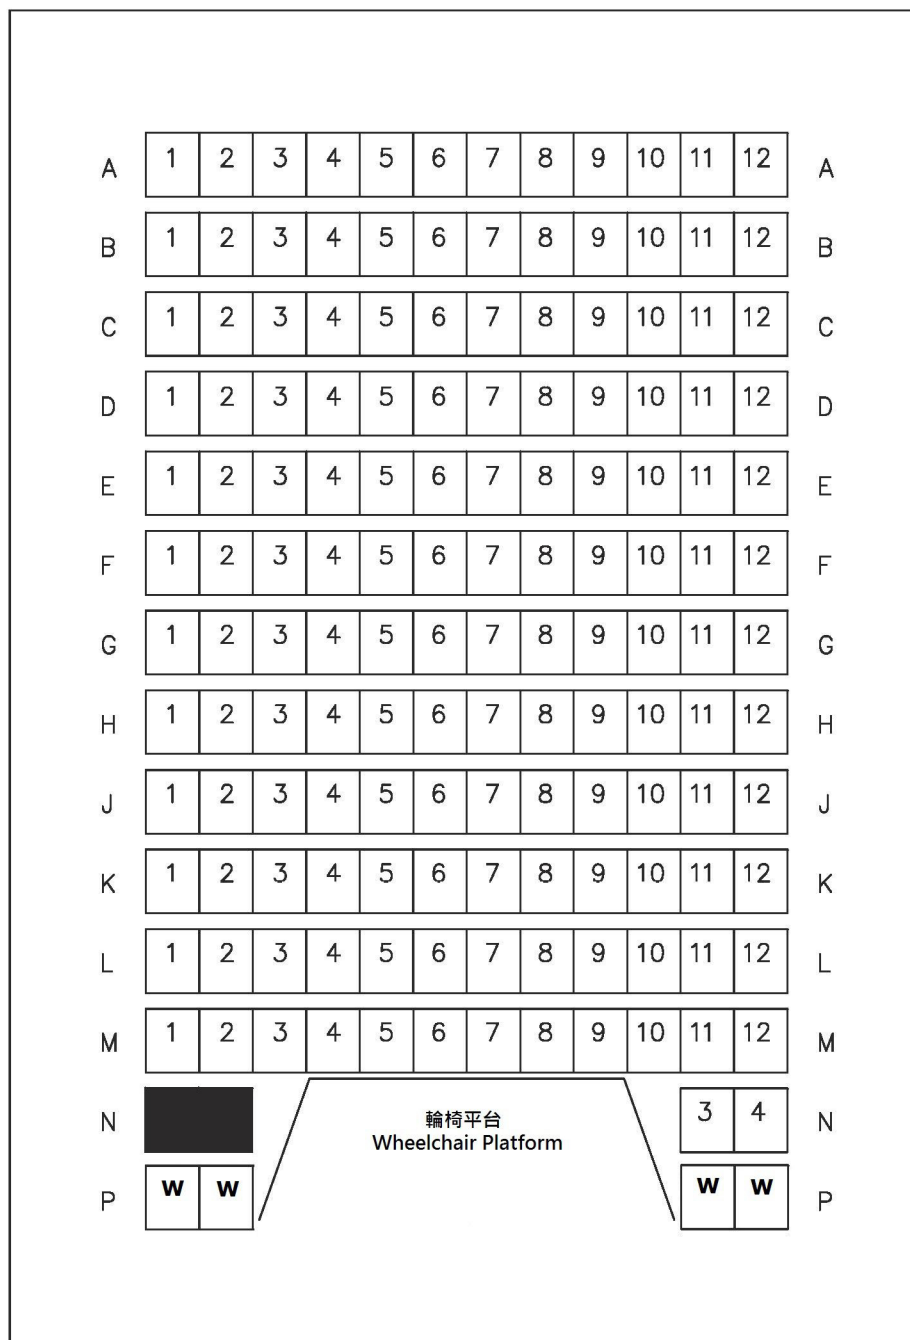 A 1 2 3 4 5 6 7 8 9 10 11 12 A
B 1 2 3 4 5 6 7 8 9 10 11 12 B
C 1 2 3 4 5 6 7 8 9 10 11 12 C
D 1 2 3 4 5 6 7 8 9 10 11 12 D
E 1 2 3 4 5 6 7 8 9 10 11 12 E
F 1 2 3 4 5 6 7 8 9 10 11 12 F
G 1 2 3 4 5 6 7 8 9 10 11 12 G
H 1 2 3 4 5 6 7 8 9 10 11 12 H
J 1 2 3 4 5 6 7 8 9 10 11 12 J
K 1 2 3 4 5 6 7 8 9 10 11 12 K
L 1 2 3 4 5 6 7 8 9 10 11 12 L
M 1 2 3 4 5 6 7 8 9 10 11 12 M
N 3 4 N
輪椅平台
Wheelchair Platform
P W W W W P